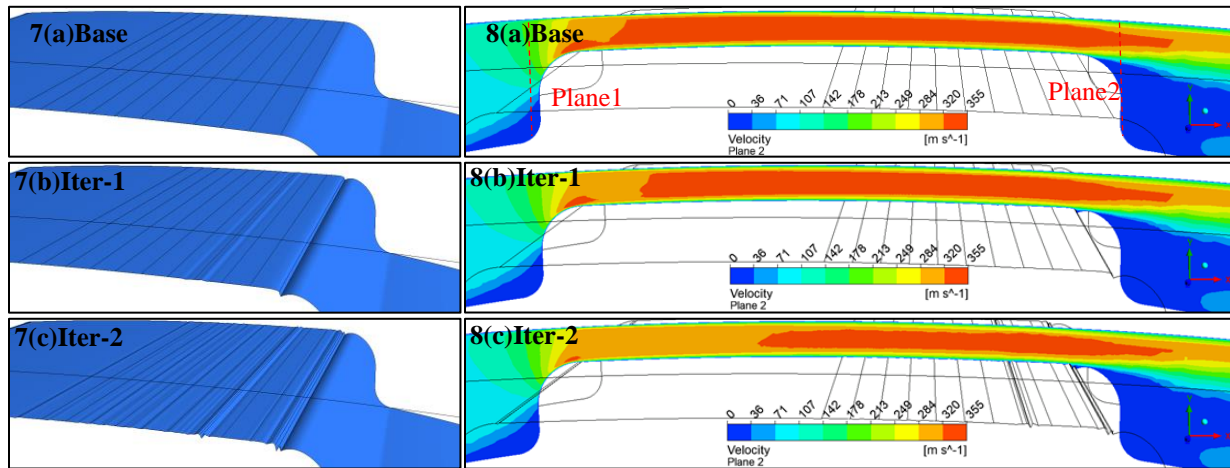 7(a)Base
8(a)Base
Plane1
Plane2
0 36 71 107 142 178 213 249 284 320 355
Velocity [m s^-1]
Plane 2
7(b)Iter-1
8(b)Iter-1
0 36 71 107 142 178 213 249 284 320 355
Velocity [m s^-1]
Plane 2
7(c)Iter-2
8(c)Iter-2
0 36 71 107 142 178 213 249 284 320 355
Velocity [m s^-1]
Plane 2